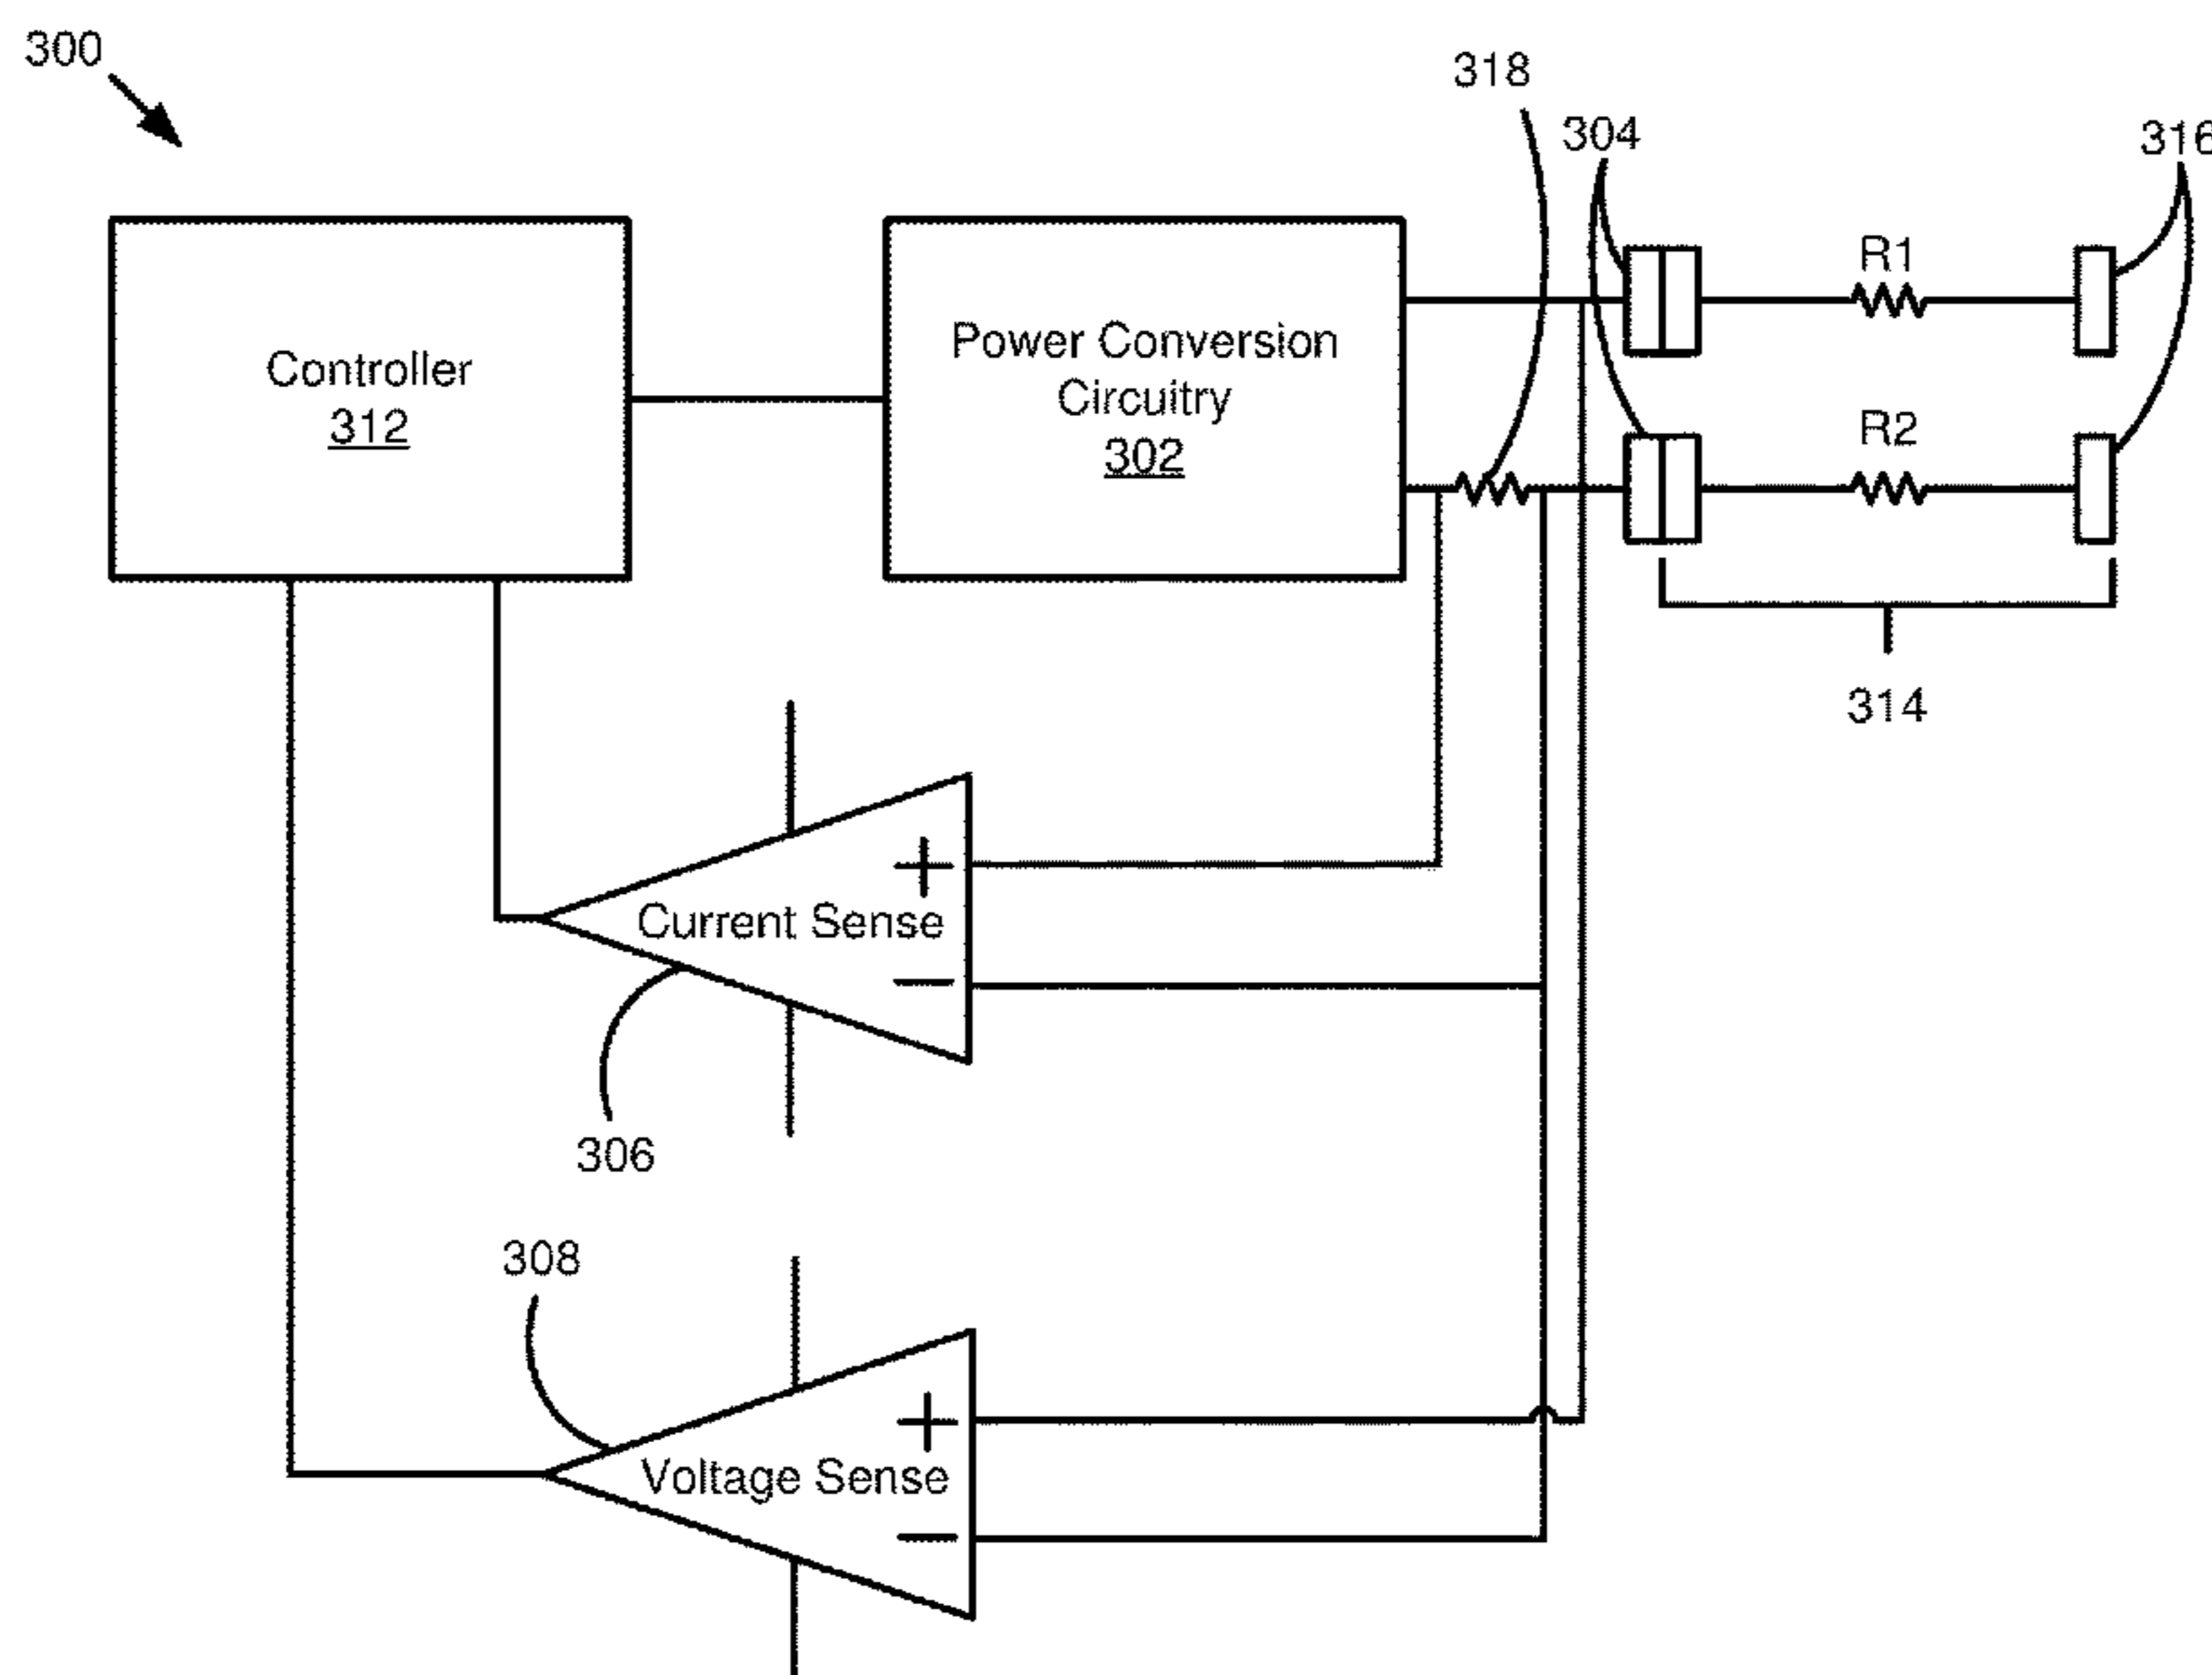 300
318
304
316
R1
Controller
312
Power Conversion
Circuitry
302
R2
314
+
Current Sense
−
306
308
+
Voltage Sense
−